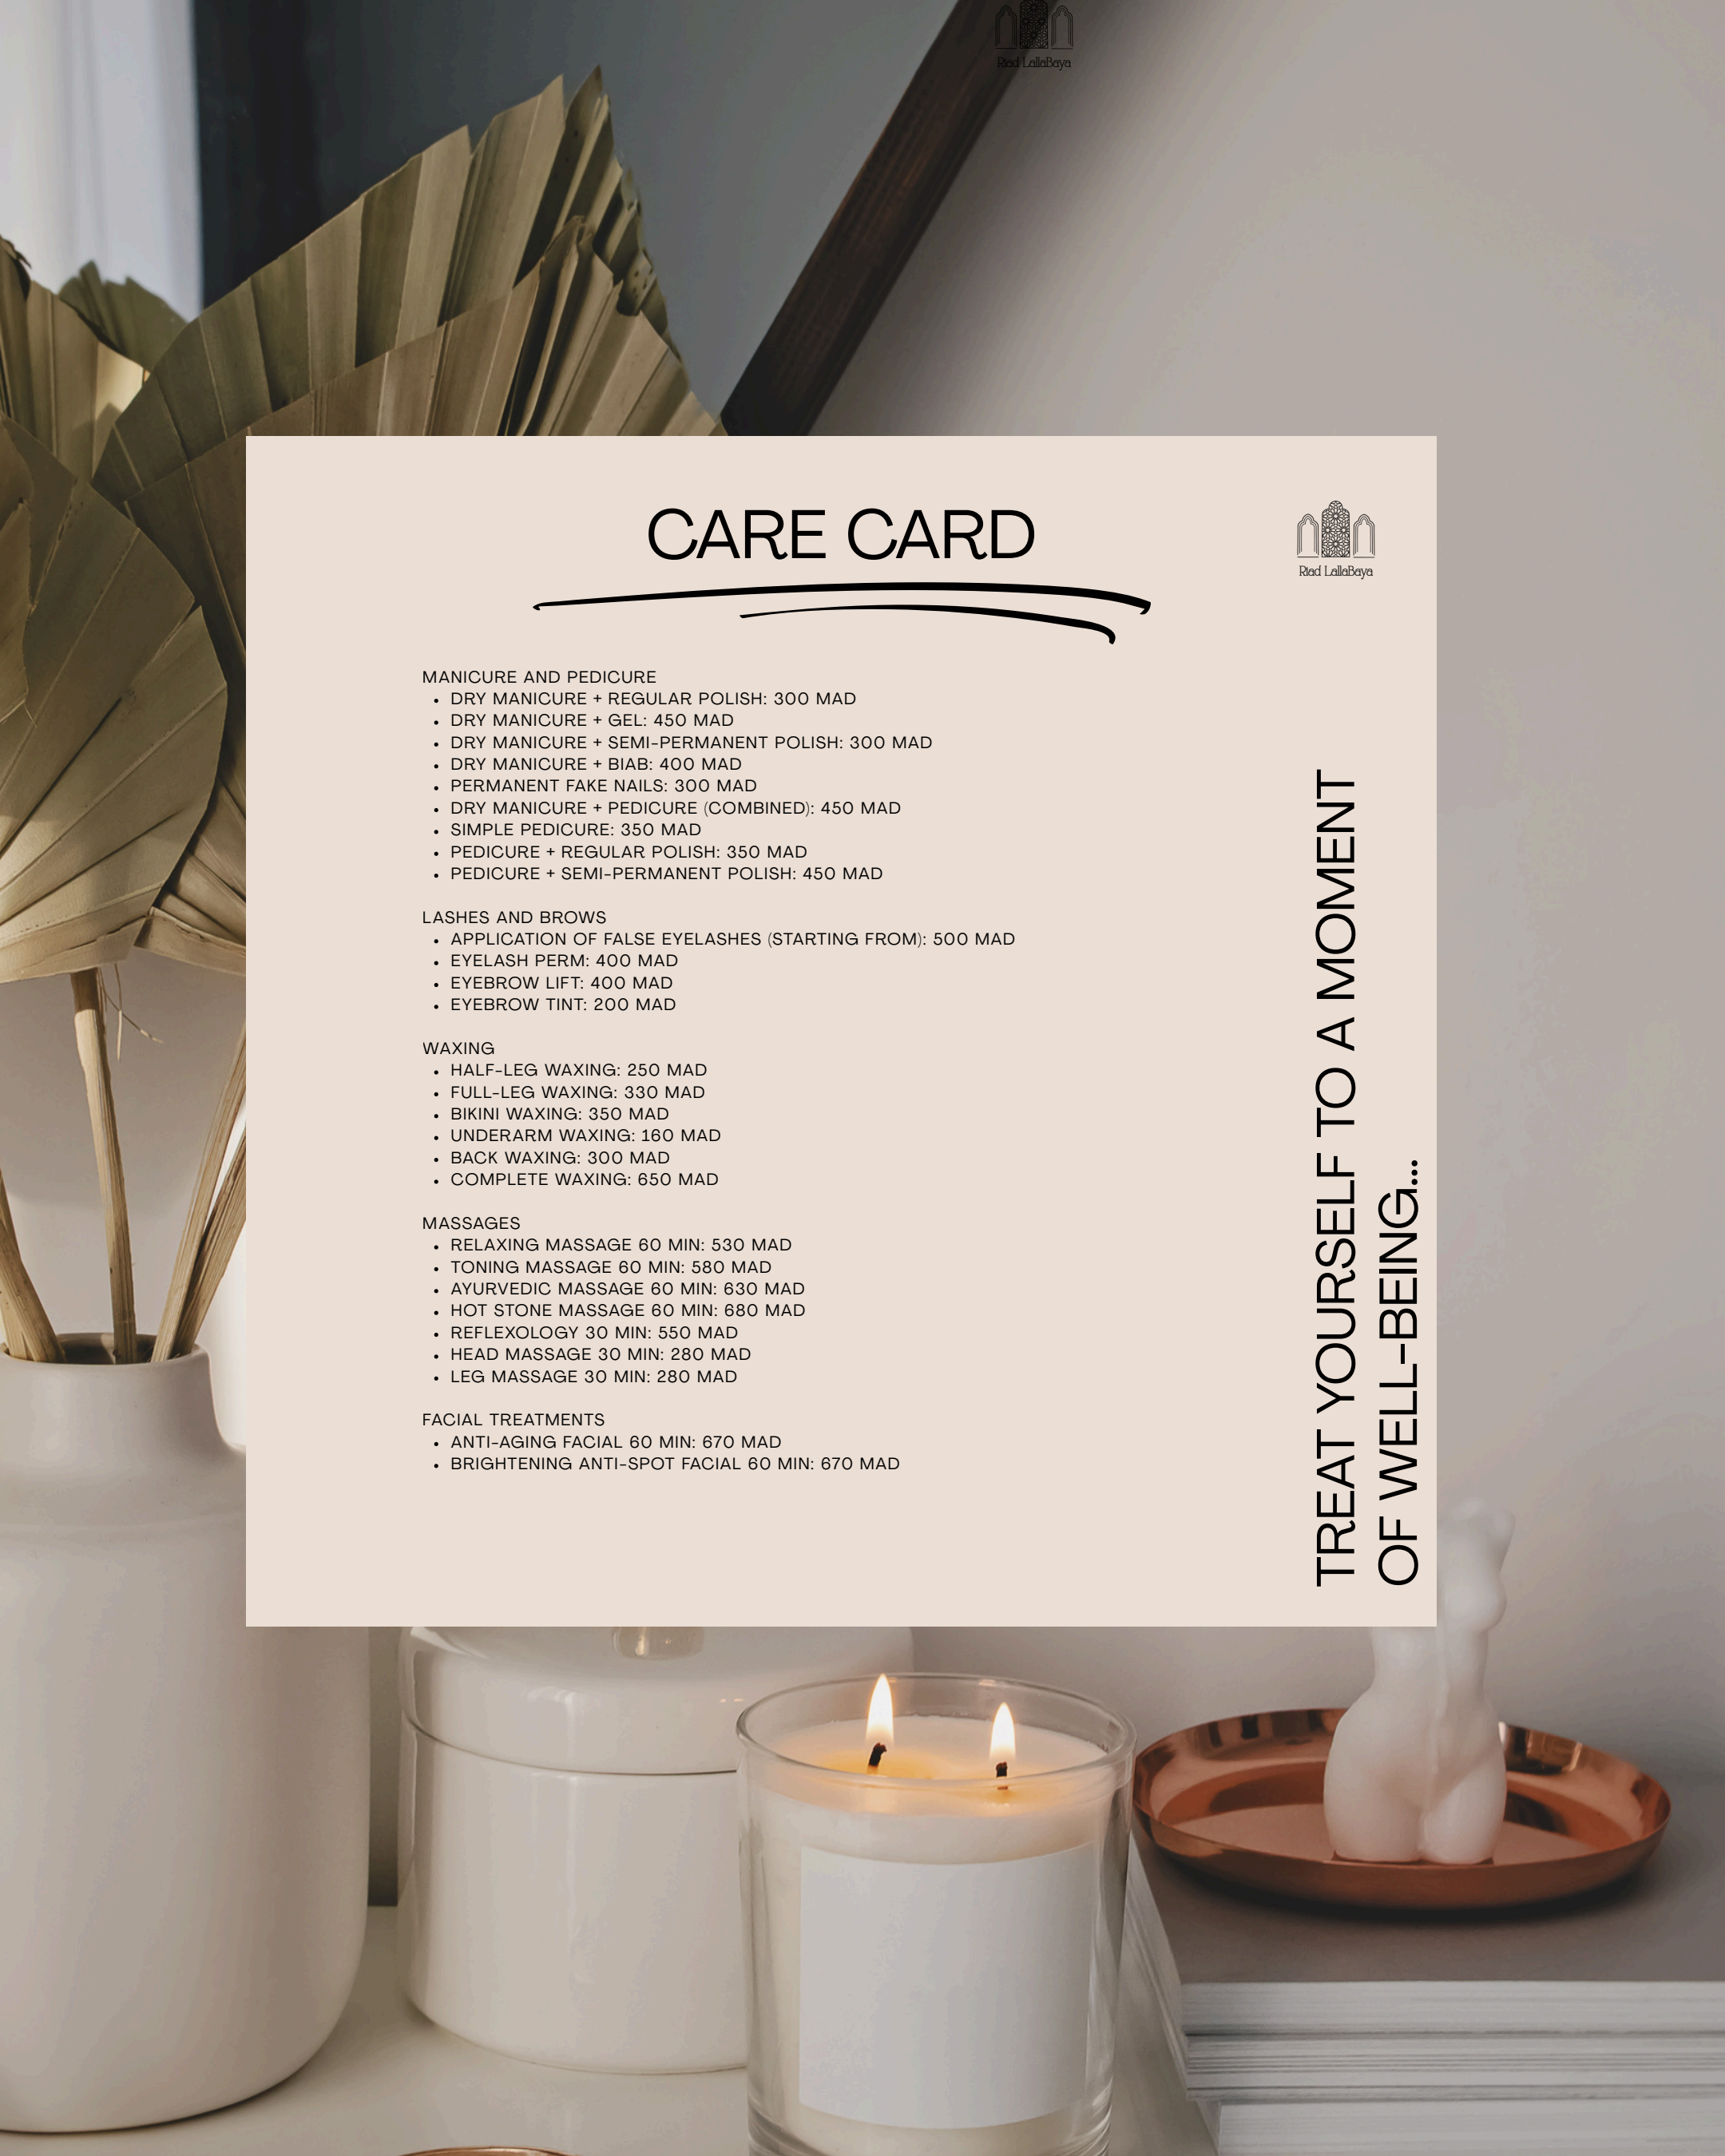 Riad LallaBaya
CARE CARD
Riad LallaBaya
MANICURE AND PEDICURE
• DRY MANICURE + REGULAR POLISH: 300 MAD
• DRY MANICURE + GEL: 450 MAD
• DRY MANICURE + SEMI-PERMANENT POLISH: 300 MAD
• DRY MANICURE + BIAB: 400 MAD
• PERMANENT FAKE NAILS: 300 MAD
• DRY MANICURE + PEDICURE (COMBINED): 450 MAD
• SIMPLE PEDICURE: 350 MAD
• PEDICURE + REGULAR POLISH: 350 MAD
• PEDICURE + SEMI-PERMANENT POLISH: 450 MAD
LASHES AND BROWS
• APPLICATION OF FALSE EYELASHES (STARTING FROM): 500 MAD
• EYELASH PERM: 400 MAD
• EYEBROW LIFT: 400 MAD
• EYEBROW TINT: 200 MAD
WAXING
• HALF-LEG WAXING: 250 MAD
• FULL-LEG WAXING: 330 MAD
• BIKINI WAXING: 350 MAD
• UNDERARM WAXING: 160 MAD
• BACK WAXING: 300 MAD
• COMPLETE WAXING: 650 MAD
MASSAGES
• RELAXING MASSAGE 60 MIN: 530 MAD
• TONING MASSAGE 60 MIN: 580 MAD
• AYURVEDIC MASSAGE 60 MIN: 630 MAD
• HOT STONE MASSAGE 60 MIN: 680 MAD
• REFLEXOLOGY 30 MIN: 550 MAD
• HEAD MASSAGE 30 MIN: 280 MAD
• LEG MASSAGE 30 MIN: 280 MAD
FACIAL TREATMENTS
• ANTI-AGING FACIAL 60 MIN: 670 MAD
• BRIGHTENING ANTI-SPOT FACIAL 60 MIN: 670 MAD
TREAT YOURSELF TO A MOMENT
OF WELL-BEING...